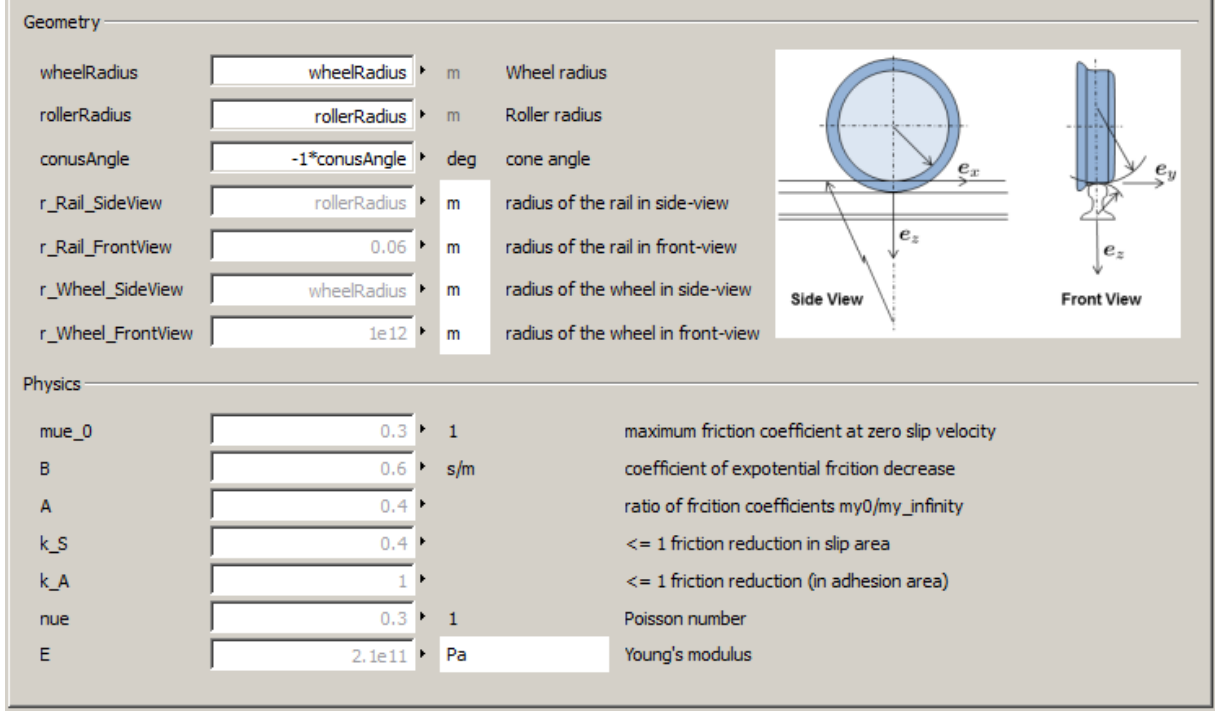 Geometry
wheelRadius wheelRadius m Wheel radius
rollerRadius rollerRadius m Roller radius
conusAngle -1*conusAngle deg cone angle
r_Rail_SideView rollerRadius m radius of the rail in side-view
r_Rail_FrontView 0.06 m radius of the rail in front-view
r_Wheel_SideView wheelRadius m radius of the wheel in side-view
r_Wheel_FrontView 1e12 m radius of the wheel in front-view
e_x
e_y
e_z
e_z
Side View Front View
Physics
mue_0 0.3 1 maximum friction coefficient at zero slip velocity
B 0.6 s/m coefficient of expotential frcition decrease
A 0.4 ratio of frcition coefficients my0/my_infinity
k_S 0.4 <= 1 friction reduction in slip area
k_A 1 <= 1 friction reduction (in adhesion area)
nue 0.3 1 Poisson number
E 2.1e11 Pa Young's modulus